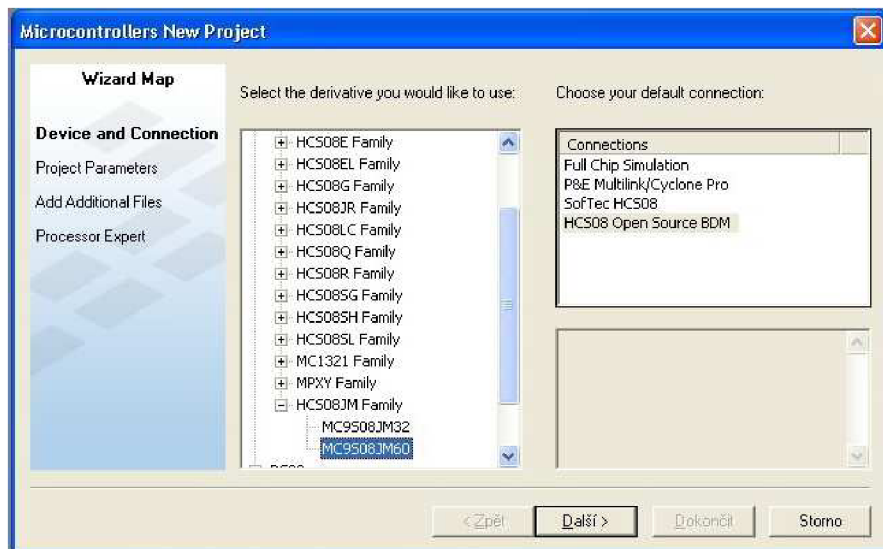 Microcontrollers New Project
Wizard Map
Device and Connection
Project Parameters
Add Additional Files
Processor Expert
Select the derivative you would like to use:
HCS08E Family
HCS08EL Family
HCS08G Family
HCS08JR Family
HCS08LC Family
HCS08Q Family
HCS08R Family
HCS08SG Family
HCS08SH Family
HCS08SL Family
MC1321 Family
MPXY Family
HCS08JM Family
MC9S08JM32
MC9S08JM60
Choose your default connection:
Connections
Full Chip Simulation
P&E Multilink/Cyclone Pro
SofTec HCS08
HCS08 Open Source BDM
< Zpět
Další >
Dokončit
Storno